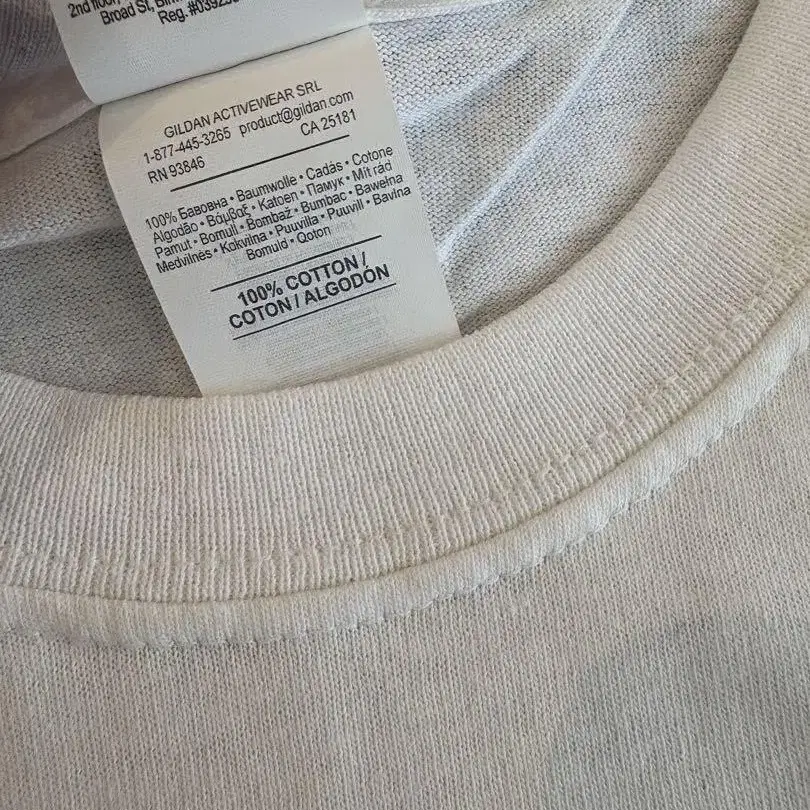 2nd floor,
Broad St,
Reg.
GILDAN ACTIVEWEAR SRL
1-877-445-3265 product@gildan.com
RN 93846 CA 25181
100% Бавовна • Baumwolle • Cadás • Cotone
Algodão • Βάμβαξ • Katoen • Памук • Mit rád
Pamut • Bomull • Bombaž • Bumbac • Bawełna
Medvilnės • Kokvilna • Puuvilla • Puuvill • Bavlna
Bomuld • Qoton
100% COTTON /
COTON / ALGODÓN